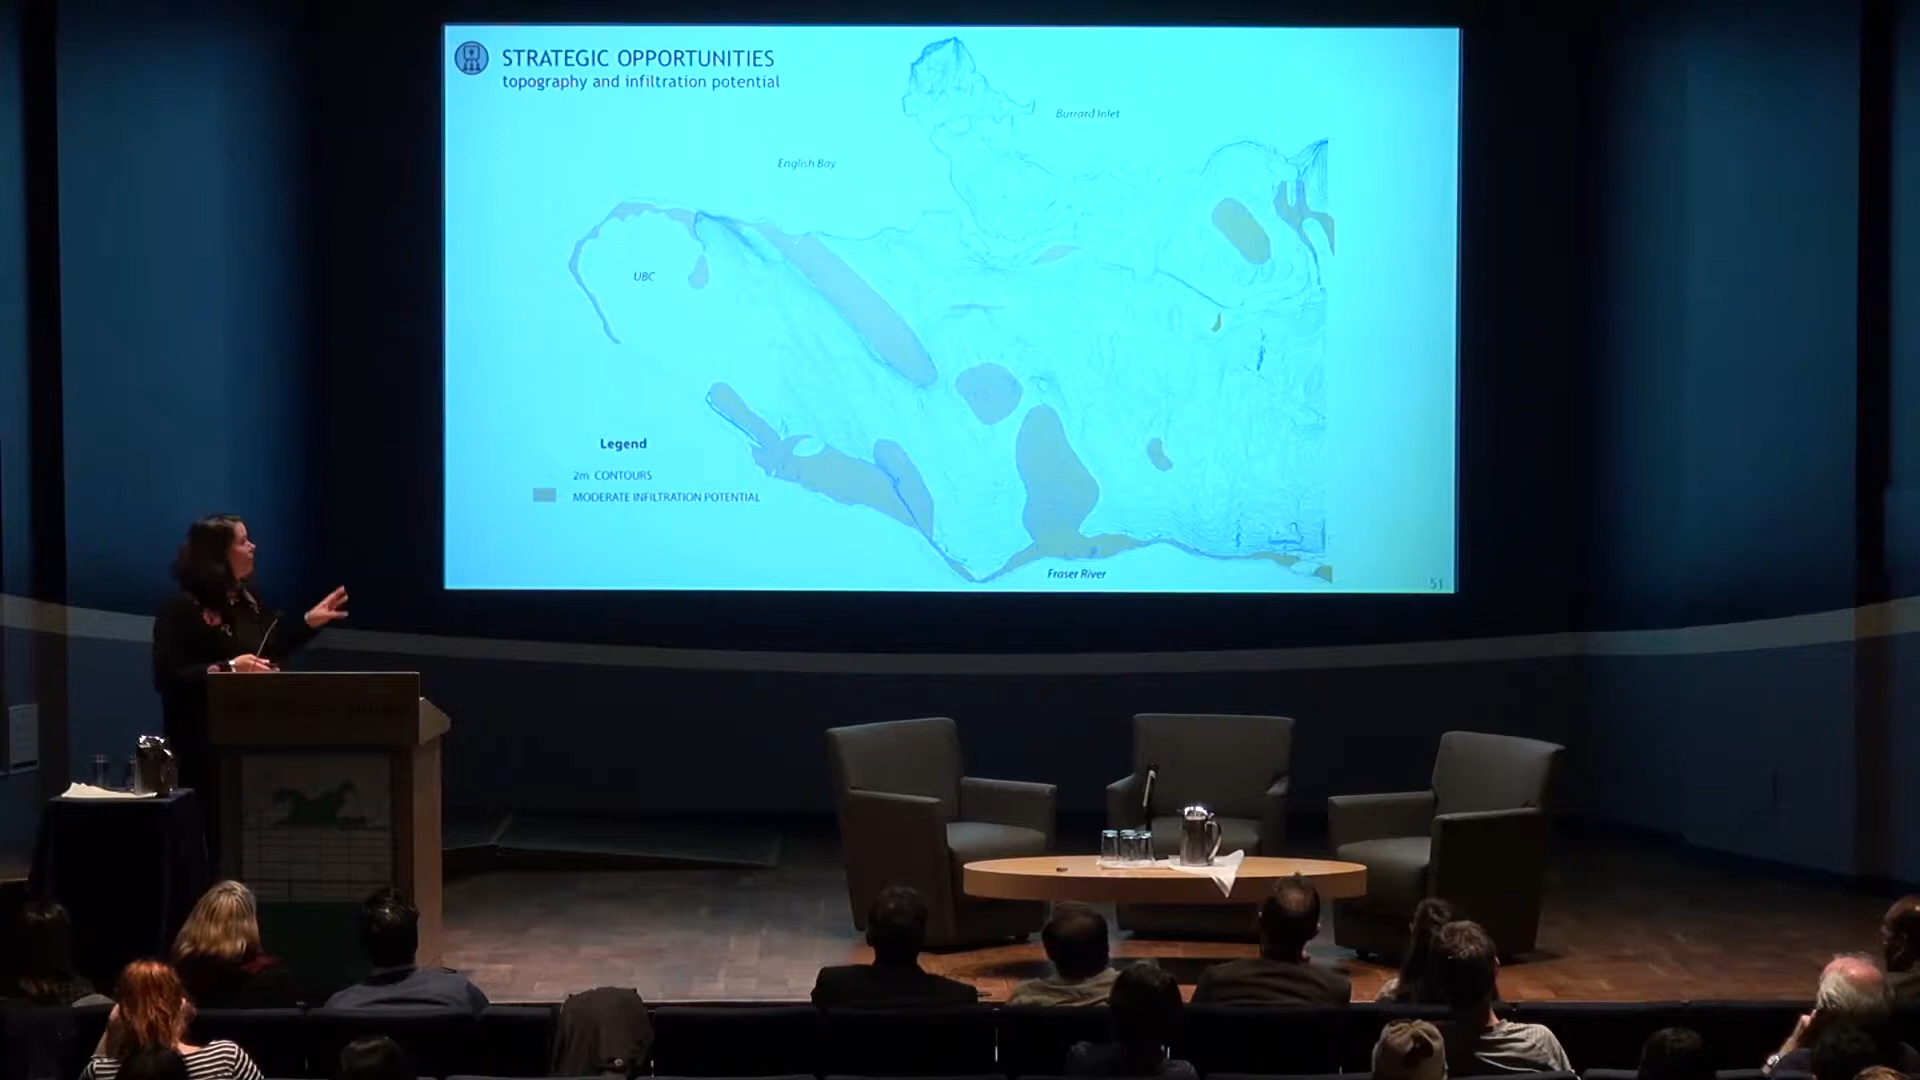 STRATEGIC OPPORTUNITIES
topography and infiltration potential
Burrard Inlet
English Bay
UBC
Legend
2m CONTOURS
MODERATE INFILTRATION POTENTIAL
Fraser River
51